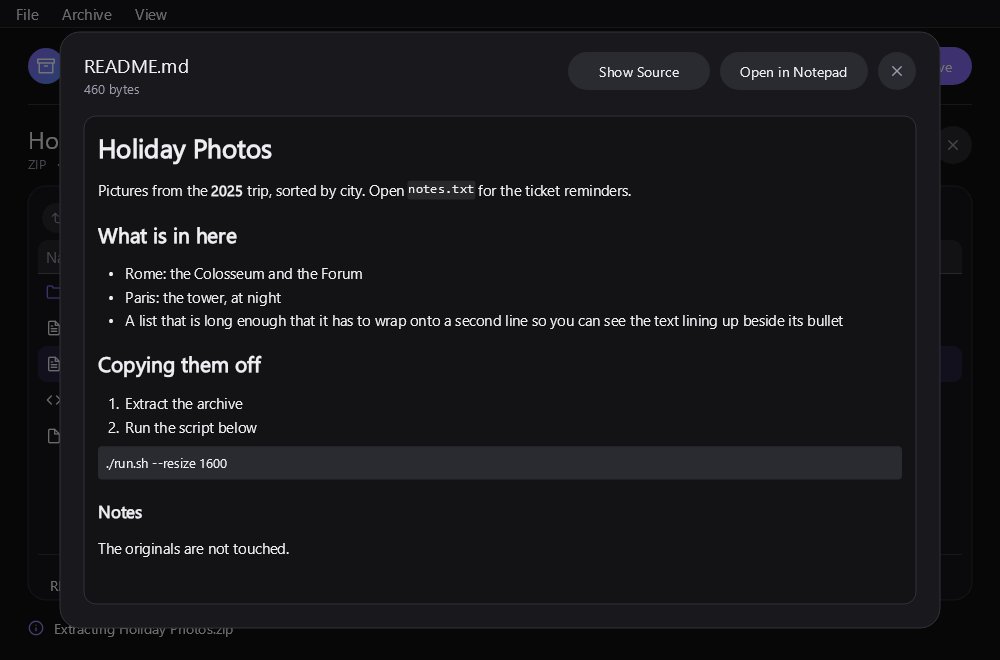 File Archive View
README.md
460 bytes
Show Source
Open in Notepad
ve
Ho
ZIP
Na
Holiday Photos
Pictures from the 2025 trip, sorted by city. Open notes.txt for the ticket reminders.
What is in here
• Rome: the Colosseum and the Forum
• Paris: the tower, at night
• A list that is long enough that it has to wrap onto a second line so you can see the text lining up beside its bullet
Copying them off
1. Extract the archive
2. Run the script below
./run.sh --resize 1600
Notes
The originals are not touched.
Extracting Holiday Photos.zip